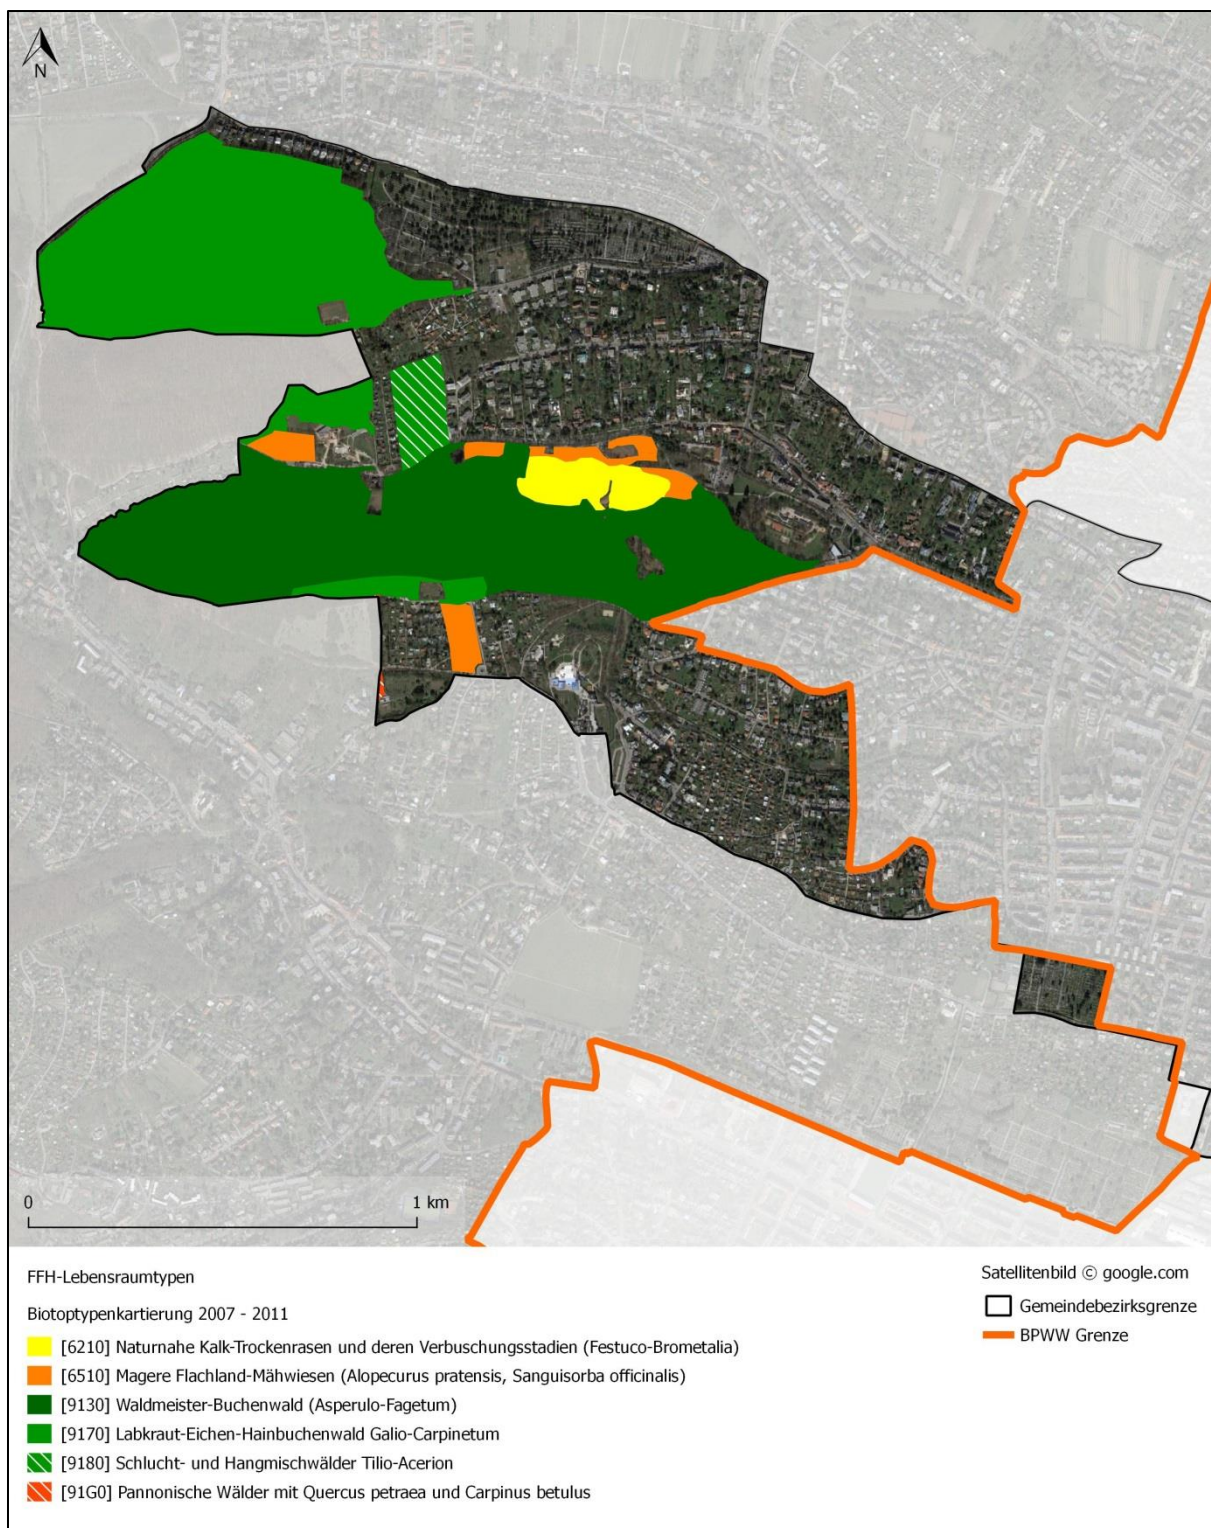 N
0 1 km
FFH-Lebensraumtypen
Biotoptypenkartierung 2007 - 2011
[6210] Naturnahe Kalk-Trockenrasen und deren Verbuschungsstadien (Festuco-Brometalia)
[6510] Magere Flachland-Mähwiesen (Alopecurus pratensis, Sanguisorba officinalis)
[9130] Waldmeister-Buchenwald (Asperulo-Fagetum)
[9170] Labkraut-Eichen-Hainbuchenwald Galio-Carpinetum
[9180] Schlucht- und Hangmischwälder Tilio-Acerion
[91G0] Pannonische Wälder mit Quercus petraea und Carpinus betulus
Satellitenbild © google.com
Gemeindebezirksgrenze
BPWW Grenze